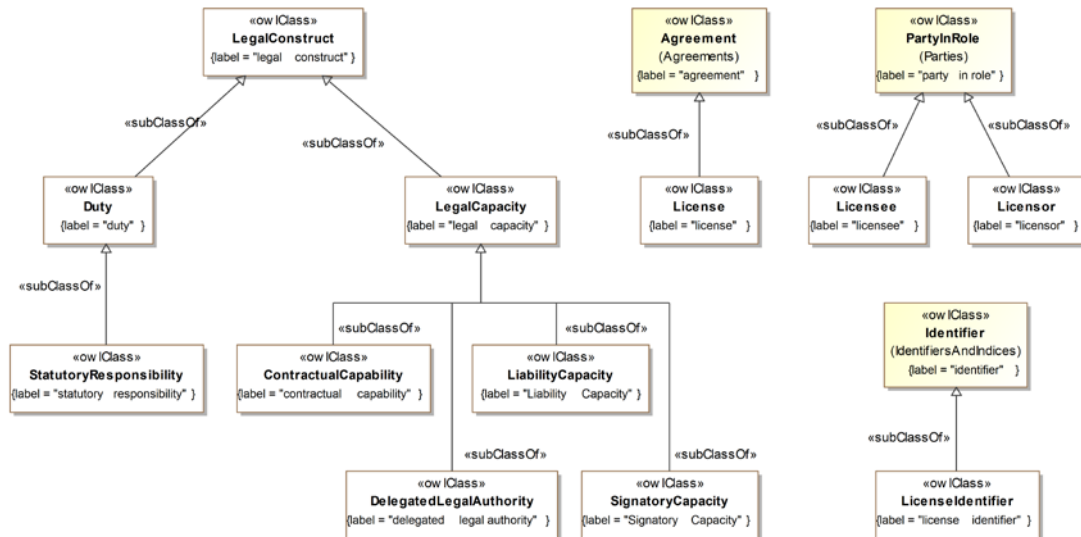 «owlClass»
LegalConstruct
{label = "legal construct" }
«owlClass»
Agreement
(Agreements)
{label = "agreement" }
«owlClass»
PartyInRole
(Parties)
{label = "party in role" }
«subClassOf»
«subClassOf»
«subClassOf»
«subClassOf»
«subClassOf»
«owlClass»
Duty
{label = "duty" }
«owlClass»
LegalCapacity
{label = "legal capacity" }
«owlClass»
License
{label = "license" }
«owlClass»
Licensee
{label = "licensee" }
«owlClass»
Licensor
{label = "licensor" }
«subClassOf»
«subClassOf»
«subClassOf»
«owlClass»
StatutoryResponsibility
{label = "statutory responsibility" }
«owlClass»
ContractualCapability
{label = "contractual capability" }
«owlClass»
LiabilityCapacity
{label = "Liability Capacity" }
«owlClass»
Identifier
(IdentifiersAndIndices)
{label = "identifier" }
«subClassOf»
«subClassOf»
«subClassOf»
«owlClass»
DelegatedLegalAuthority
{label = "delegated legal authority" }
«owlClass»
SignatoryCapacity
{label = "Signatory Capacity" }
«owlClass»
LicenseIdentifier
{label = "license identifier" }